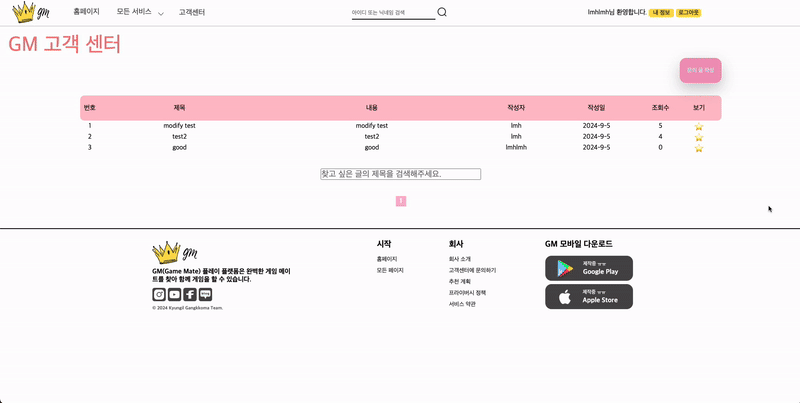 gm
홈페이지 모든 서비스 고객센터
아이디 또는 닉네임 검색
lmhlmh님 환영합니다. 내 정보 로그아웃
GM 고객 센터
문의 글 작성
번호 제목 내용 작성자 작성일 조회수 보기
1 modify test modify test lmh 2024-9-5 5
2 test2 test2 lmh 2024-9-5 4
3 good good lmhlmh 2024-9-5 0
찾고 싶은 글의 제목을 검색해주세요.
1
gm
GM(Game Mate) 플레이 플랫폼은 완벽한 게임 메이
트를 찾아 함께 게임을 할 수 있습니다.
© 2024 Kyungil Gangkkoma Team.
시작
홈페이지
모든 페이지
회사
회사 소개
고객센터에 문의하기
추천 계획
프라이버시 정책
서비스 약관
GM 모바일 다운로드
제작중 ㅠㅠ
Google Play
제작중 ㅠㅠ
Apple Store